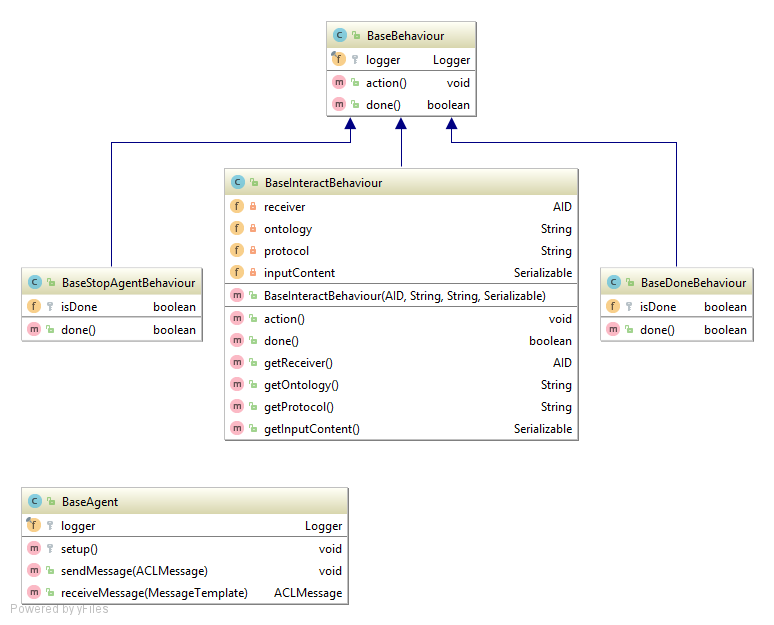 BaseBehaviour
logger Logger
action() void
done() boolean
BaseInteractBehaviour
receiver AID
ontology String
protocol String
inputContent Serializable
BaseInteractBehaviour(AID, String, String, Serializable)
action() void
done() boolean
getReceiver() AID
getOntology() String
getProtocol() String
getInputContent() Serializable
BaseStopAgentBehaviour
isDone boolean
done() boolean
BaseDoneBehaviour
isDone boolean
done() boolean
BaseAgent
logger Logger
setup() void
sendMessage(ACLMessage) void
receiveMessage(MessageTemplate) ACLMessage
Powered by yFiles